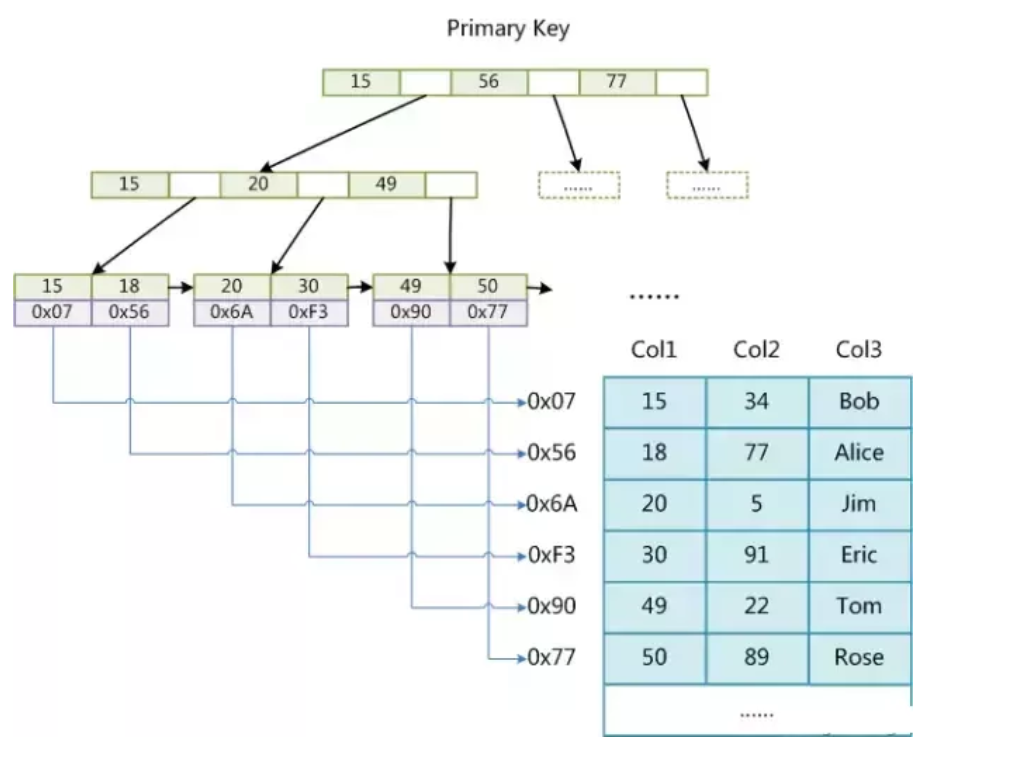 Primary Key
15 56 77
15 20 49 ...... ......
15 18 20 30 49 50
0x07 0x56 0x6A 0xF3 0x90 0x77
......
Col1 Col2 Col3
0x07 15 34 Bob
0x56 18 77 Alice
0x6A 20 5 Jim
0xF3 30 91 Eric
0x90 49 22 Tom
0x77 50 89 Rose
......